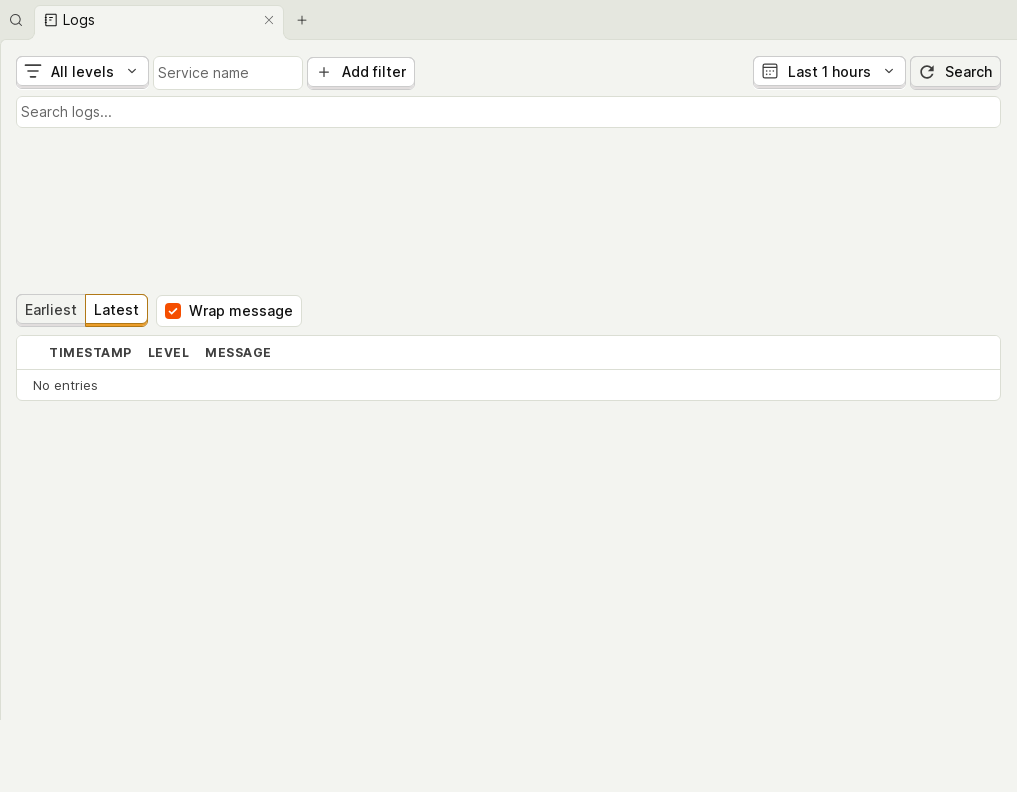 Logs
All levels
Service name
Add filter
Last 1 hours
Search
Search logs...
Earliest
Latest
Wrap message
TIMESTAMP LEVEL MESSAGE
No entries